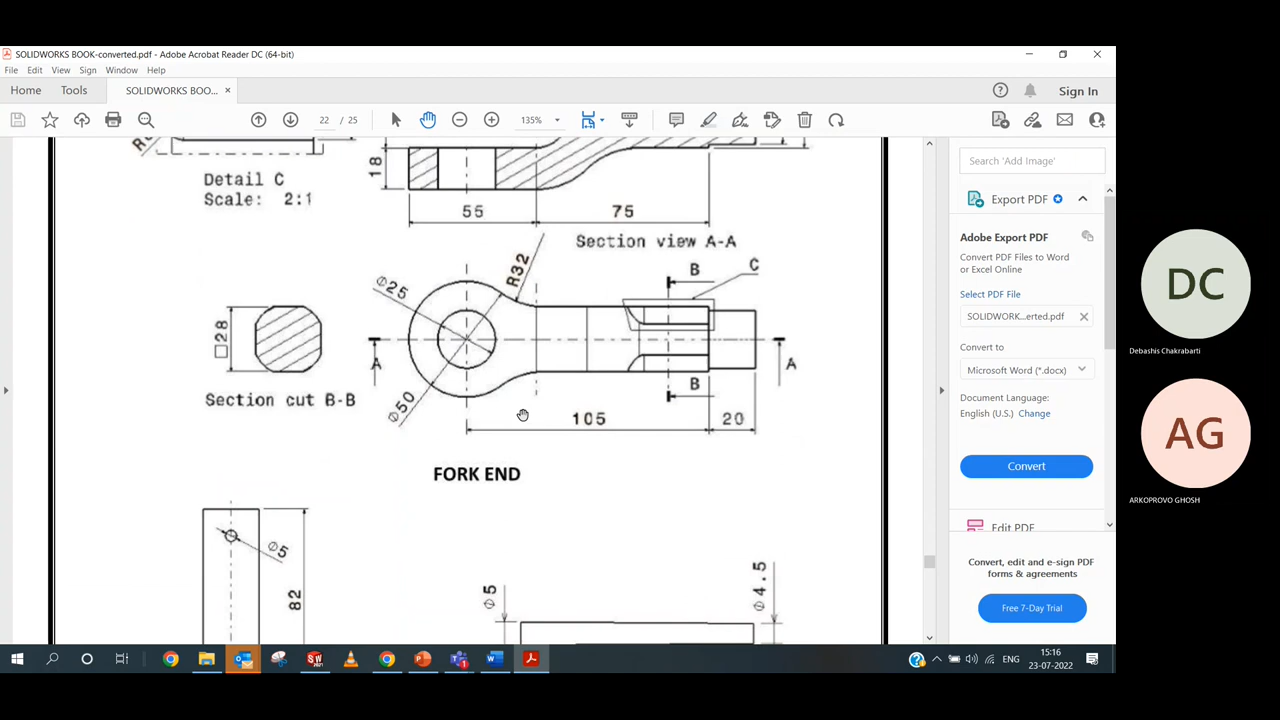 SOLIDWORKS BOOK-converted.pdf - Adobe Acrobat Reader DC (64-bit)
File Edit View Sign Window Help
Home Tools SOLIDWORKS BOO... × Sign In
22 / 25 135%
18
Detail C
Scale: 2:1
55 75
Section view A-A
Ø25
R32
B
C
□28
A
A
Section cut B-B
Ø50
B
105 20
FORK END
Ø5
82
Ø5
Ø4.5
Search 'Add Image'
Export PDF
Adobe Export PDF
Convert PDF Files to Word
or Excel Online
Select PDF File
SOLIDWORK...erted.pdf
Convert to
Microsoft Word (*.docx)
Document Language:
English (U.S.) Change
Convert
Edit PDF
Convert, edit and e-sign PDF
forms & agreements
Free 7-Day Trial
DC
Debashis Chakrabarti
AG
ARKOPROVO GHOSH
ENG
15:16
23-07-2022